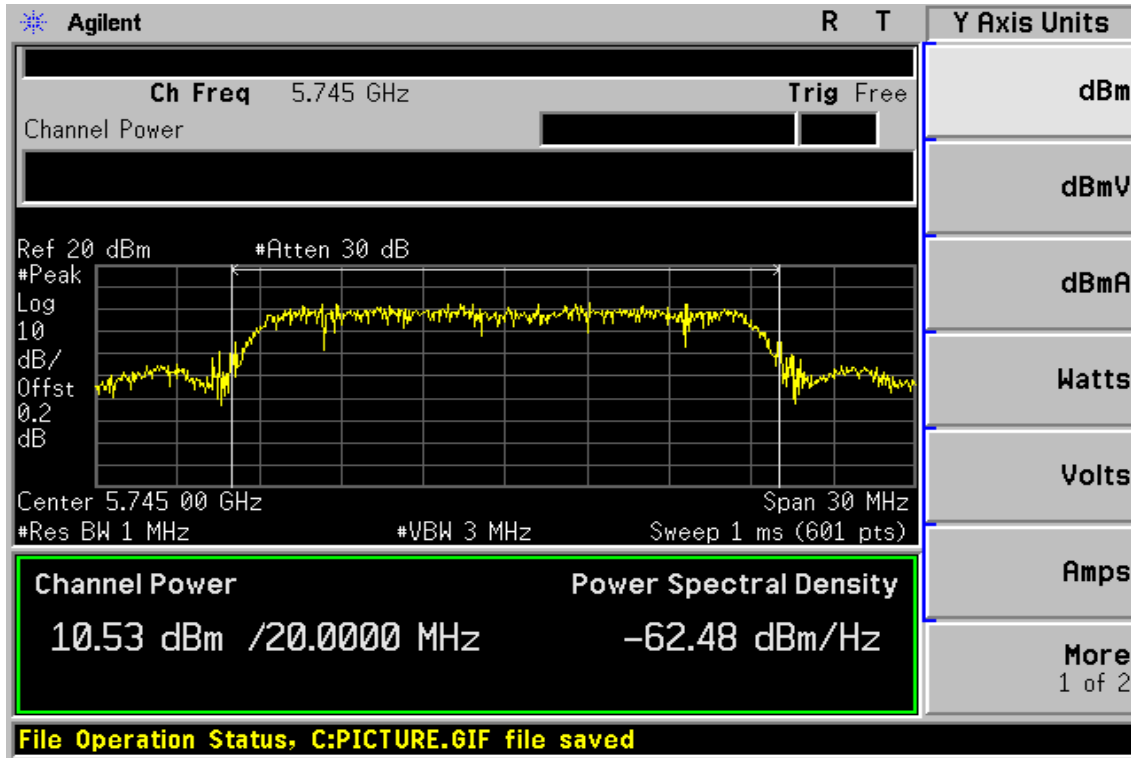 Agilent
R T
Y Axis Units
Ch Freq 5.745 GHz
Trig Free
Channel Power
Ref 20 dBm
#Atten 30 dB
#Peak
Log
10
dB/
Offst
0.2
dB
Center 5.745 00 GHz
Span 30 MHz
#Res BW 1 MHz
#VBW 3 MHz
Sweep 1 ms (601 pts)
Channel Power
Power Spectral Density
10.53 dBm /20.0000 MHz
-62.48 dBm/Hz
File Operation Status, C:PICTURE.GIF file saved
dBm
dBmV
dBmA
Watts
Volts
Amps
More
1 of 2